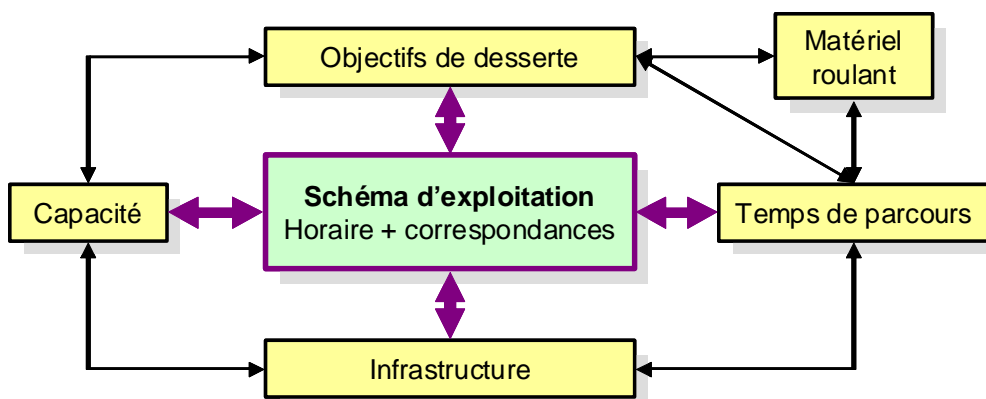 Objectifs de desserte
Matériel
roulant
Schéma d'exploitation
Horaire + correspondances
Capacité
Temps de parcours
Infrastructure